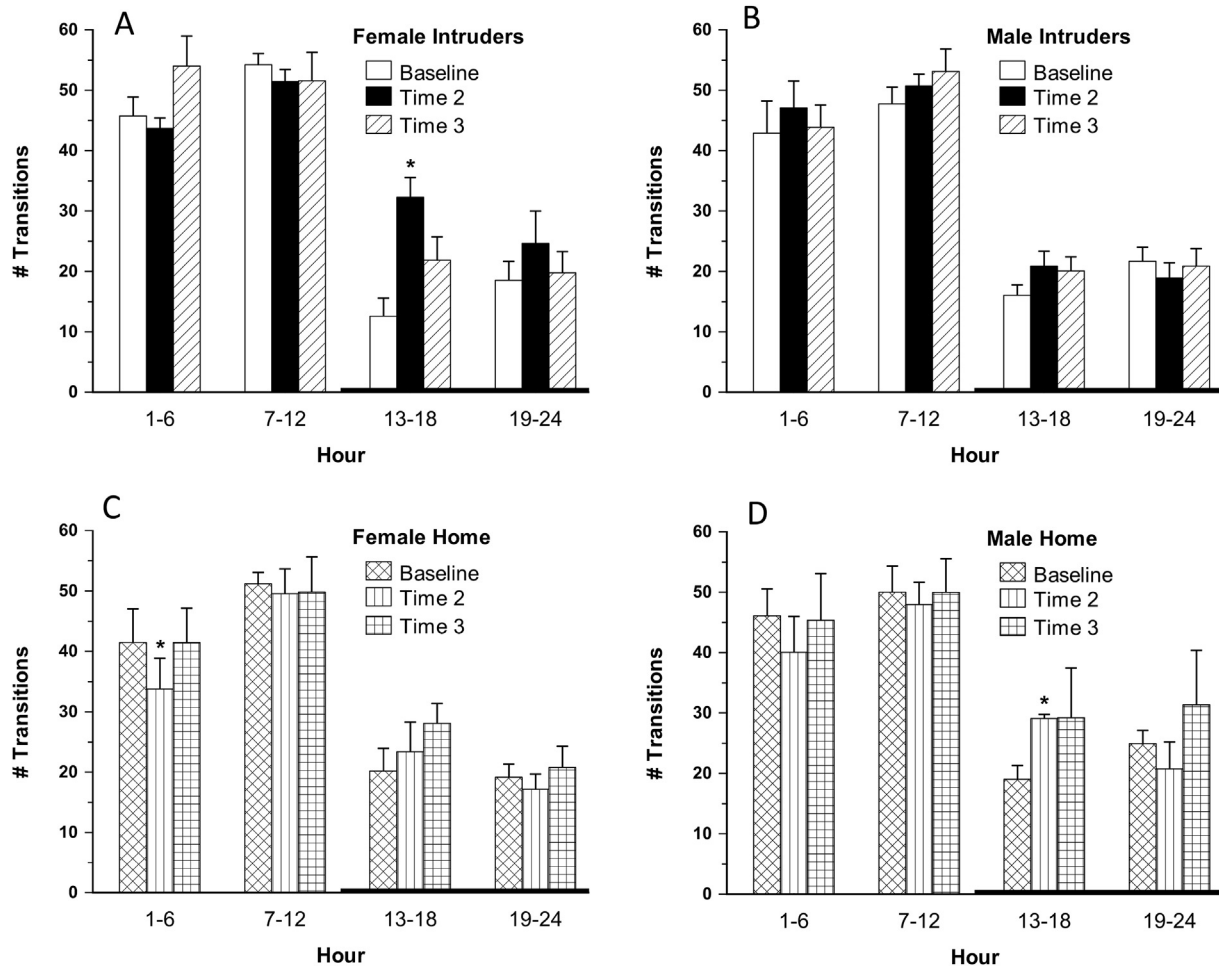 A
Female Intruders
Baseline
Time 2
Time 3
# Transitions
60
50
40
30
20
10
0
*
1-6 7-12 13-18 19-24
Hour
B
Male Intruders
Baseline
Time 2
Time 3
# Transitions
60
50
40
30
20
10
0
1-6 7-12 13-18 19-24
Hour
C
Female Home
Baseline
Time 2
Time 3
# Transitions
60
50
40
30
20
10
0
*
1-6 7-12 13-18 19-24
Hour
D
Male Home
Baseline
Time 2
Time 3
# Transitions
60
50
40
30
20
10
0
*
1-6 7-12 13-18 19-24
Hour